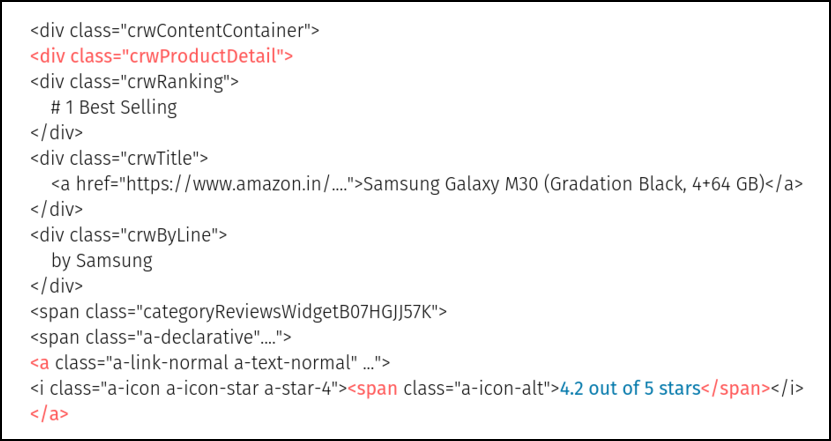 <div class="crwContentContainer">
<div class="crwProductDetail">
<div class="crwRanking">
# 1 Best Selling
</div>
<div class="crwTitle">
<a href="https://www.amazon.in/....">Samsung Galaxy M30 (Gradation Black, 4+64 GB)</a>
</div>
<div class="crwByLine">
by Samsung
</div>
<span class="categoryReviewsWidgetB07HGJJ57K">
<span class="a-declarative"....">
<a class="a-link-normal a-text-normal" ...">
<i class="a-icon a-icon-star a-star-4"><span class="a-icon-alt">4.2 out of 5 stars</span></i>
</a>